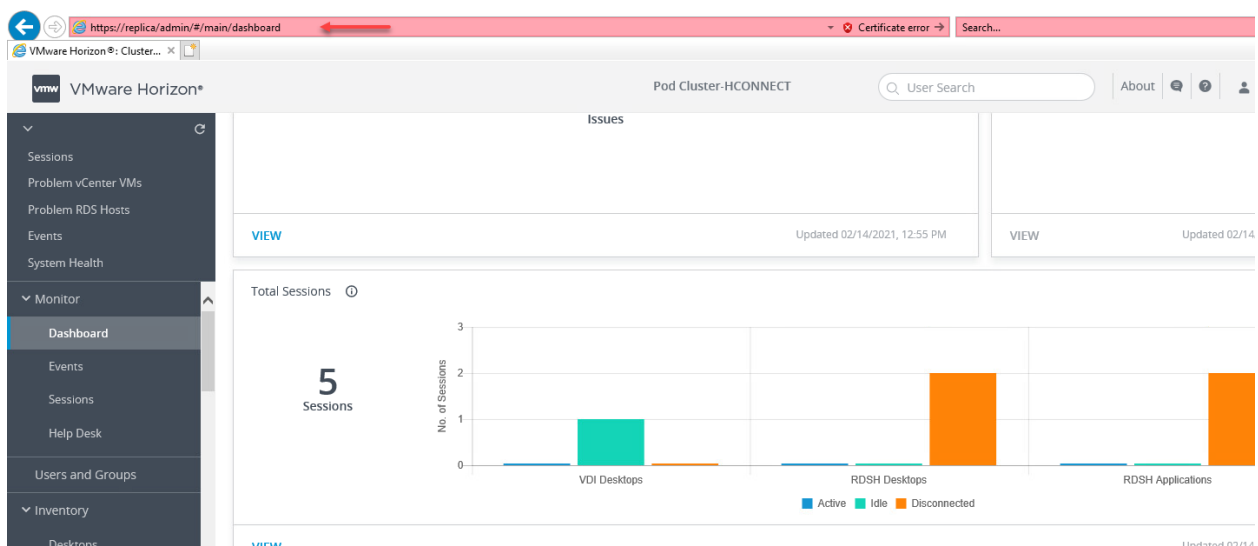 https://replica/admin/#/main/dashboard
Certificate error
Search...
VMware Horizon®: Cluster...
vmw
VMware Horizon®
Pod Cluster-HCONNECT
User Search
About
Sessions
Problem vCenter VMs
Problem RDS Hosts
Events
System Health
Monitor
Dashboard
Events
Sessions
Help Desk
Users and Groups
Inventory
Desktops
Issues
VIEW
Updated 02/14/2021, 12:55 PM
VIEW
Updated 02/14
Total Sessions
5
Sessions
No. of Sessions
3
2
1
0
VDI Desktops
RDSH Desktops
RDSH Applications
Active
Idle
Disconnected
VIEW
Updated 02/14